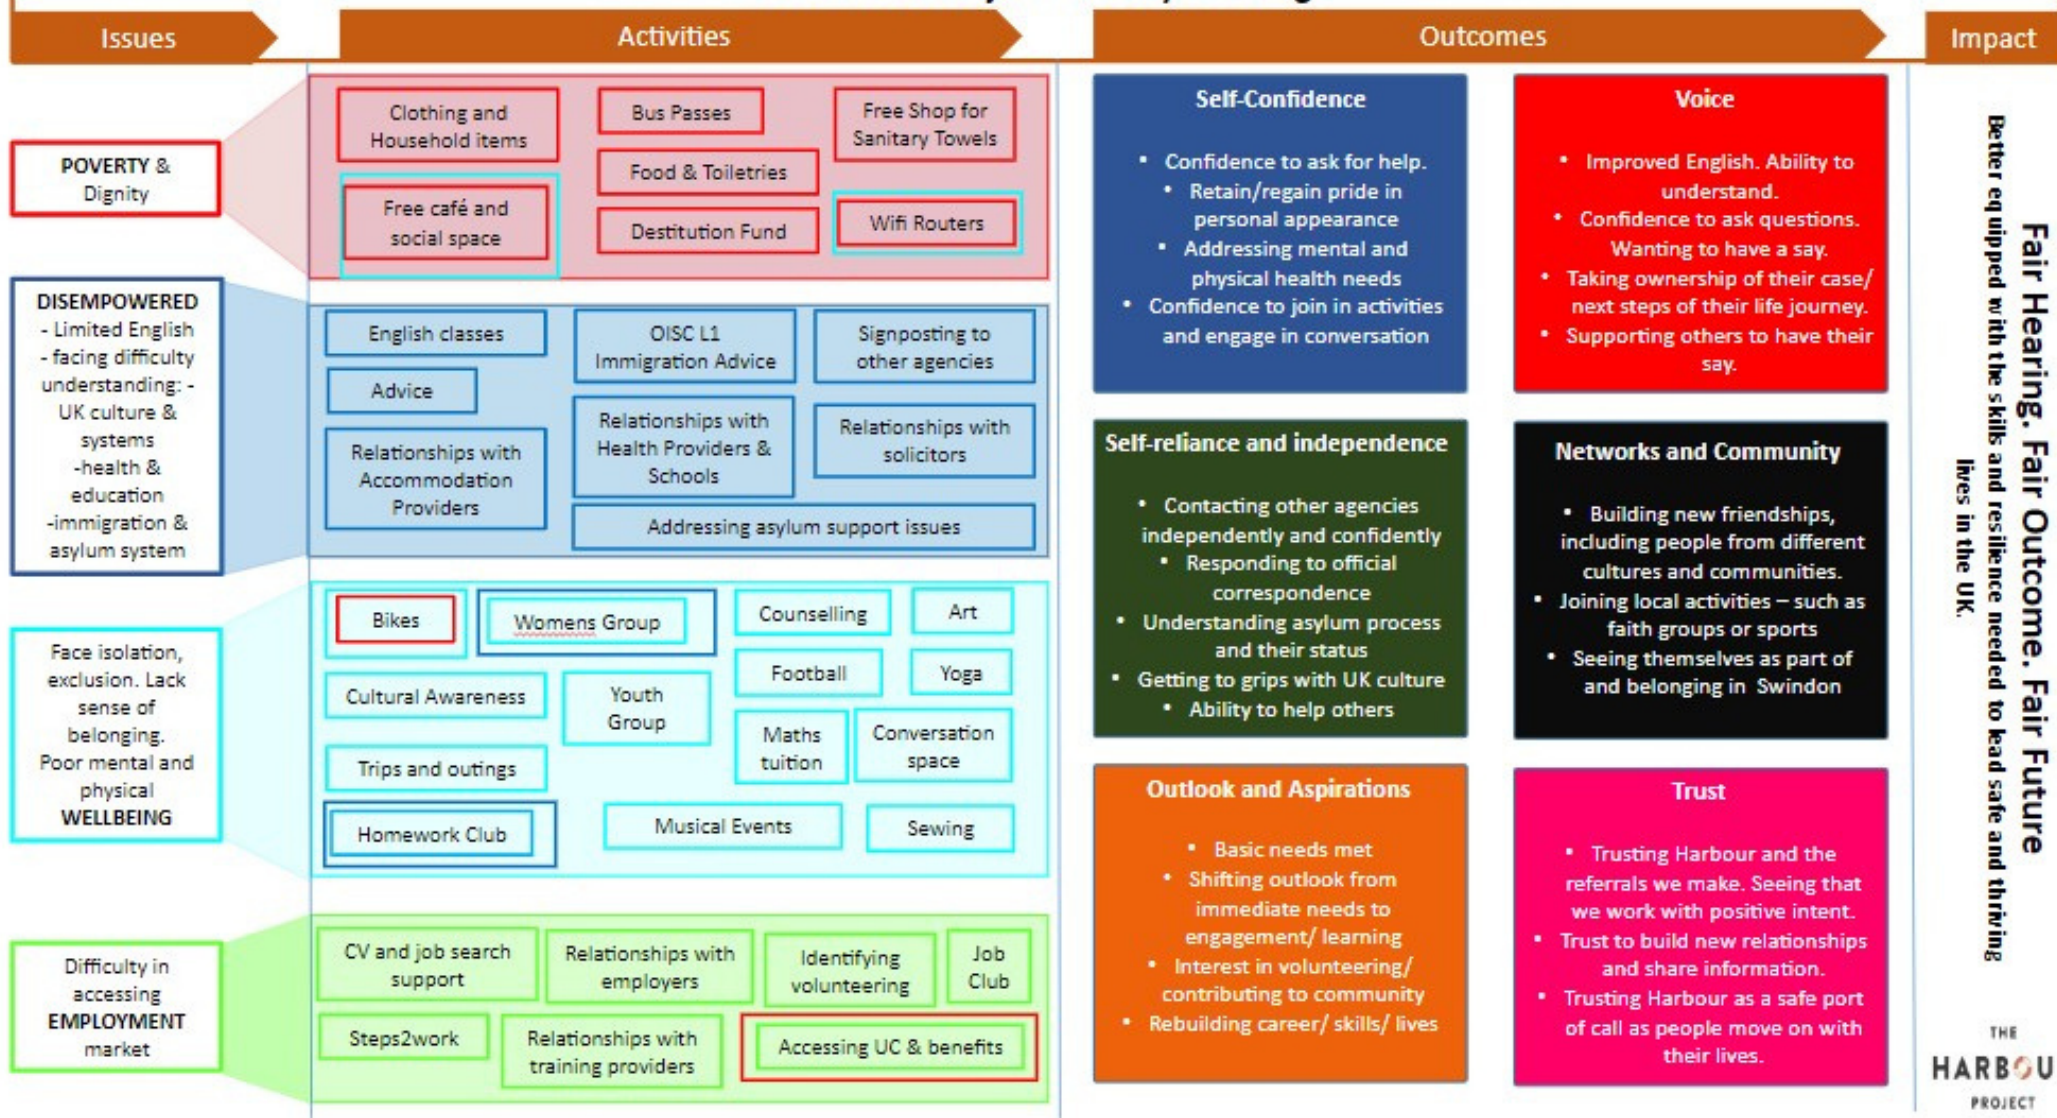 Issues
Activities
Outcomes
Impact
POVERTY &
Dignity
Clothing and
Household items
Bus Passes
Free Shop for
Sanitary Towels
Food & Toiletries
Free café and
social space
Destitution Fund
Wifi Routers
DISEMPOWERED
- Limited English
- facing difficulty
understanding: -
UK culture &
systems
-health &
education
-immigration &
asylum system
English classes
OISC L1
Immigration Advice
Signposting to
other agencies
Advice
Relationships with
Accommodation
Providers
Relationships with
Health Providers &
Schools
Relationships with
solicitors
Addressing asylum support issues
Face isolation,
exclusion. Lack
sense of
belonging.
Poor mental and
physical
WELLBEING
Bikes
Womens Group
Counselling
Art
Cultural Awareness
Youth
Group
Football
Yoga
Trips and outings
Maths
tuition
Conversation
space
Homework Club
Musical Events
Sewing
Difficulty in
accessing
EMPLOYMENT
market
CV and job search
support
Relationships with
employers
Identifying
volunteering
Job
Club
Steps2work
Relationships with
training providers
Accessing UC & benefits
Self-Confidence
• Confidence to ask for help.
• Retain/regain pride in
personal appearance
• Addressing mental and
physical health needs
• Confidence to join in activities
and engage in conversation
Voice
• Improved English. Ability to
understand.
• Confidence to ask questions.
Wanting to have a say.
• Taking ownership of their case/
next steps of their life journey.
• Supporting others to have their
say.
Self-reliance and independence
• Contacting other agencies
independently and confidently
• Responding to official
correspondence
• Understanding asylum process
and their status
• Getting to grips with UK culture
• Ability to help others
Networks and Community
• Building new friendships,
including people from different
cultures and communities.
• Joining local activities – such as
faith groups or sports
• Seeing themselves as part of
and belonging in Swindon
Outlook and Aspirations
• Basic needs met
• Shifting outlook from
immediate needs to
engagement/ learning
• Interest in volunteering/
contributing to community
• Rebuilding career/ skills/ lives
Trust
• Trusting Harbour and the
referrals we make. Seeing that
we work with positive intent.
• Trust to build new relationships
and share information.
• Trusting Harbour as a safe port
of call as people move on with
their lives.
Fair Hearing. Fair Outcome. Fair Future
Better equipped with the skills and resilience needed to lead safe and thriving
lives in the UK.
THE
HARBOU
PROJECT